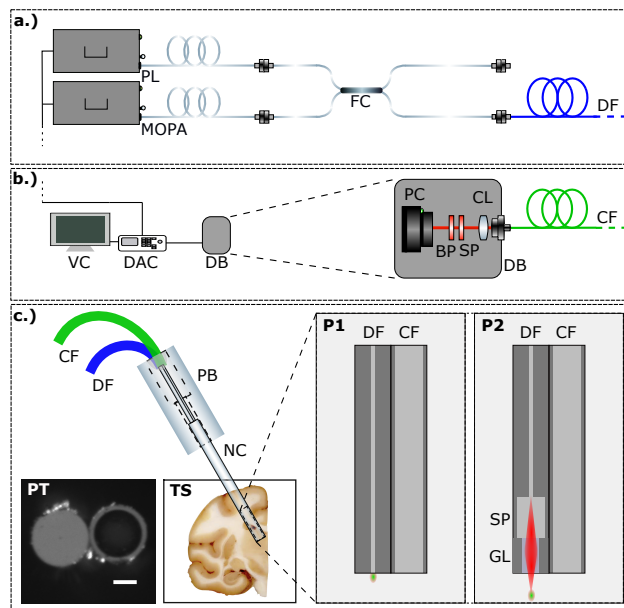 a.)
PL
FC
DF
MOPA
b.)
PC
CL
CF
BP
SP
VC
DAC
DB
DB
c.)
P1
P2
DF
CF
DF
CF
CF
PB
DF
NC
PT
TS
SP
GL